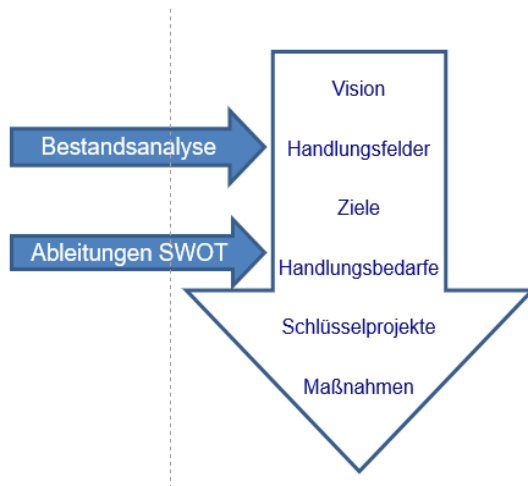 Vision
Bestandsanalyse
Handlungsfelder
Ziele
Ableitungen SWOT
Handlungsbedarfe
Schlüsselprojekte
Maßnahmen